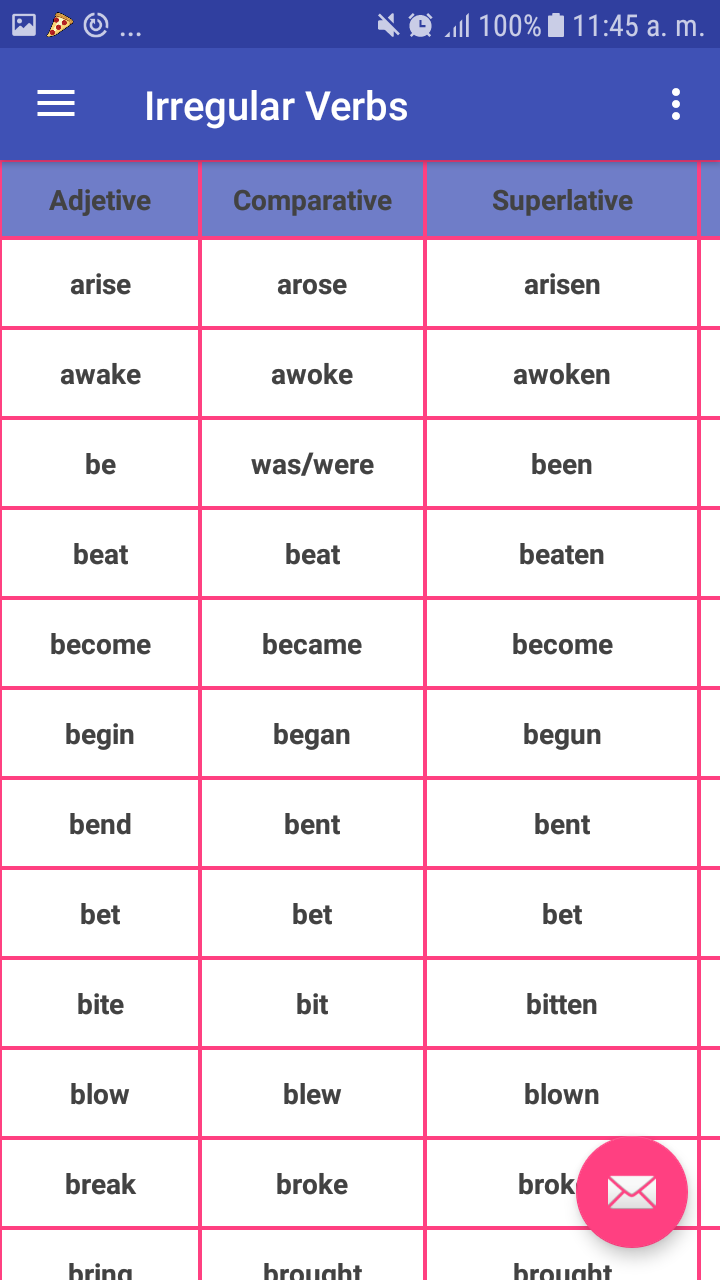 ... 100% 11:45 a. m.
Irregular Verbs
Adjetive Comparative Superlative
arise arose arisen
awake awoke awoken
be was/were been
beat beat beaten
become became become
begin began begun
bend bent bent
bet bet bet
bite bit bitten
blow blew blown
break broke brok
bring brought brought